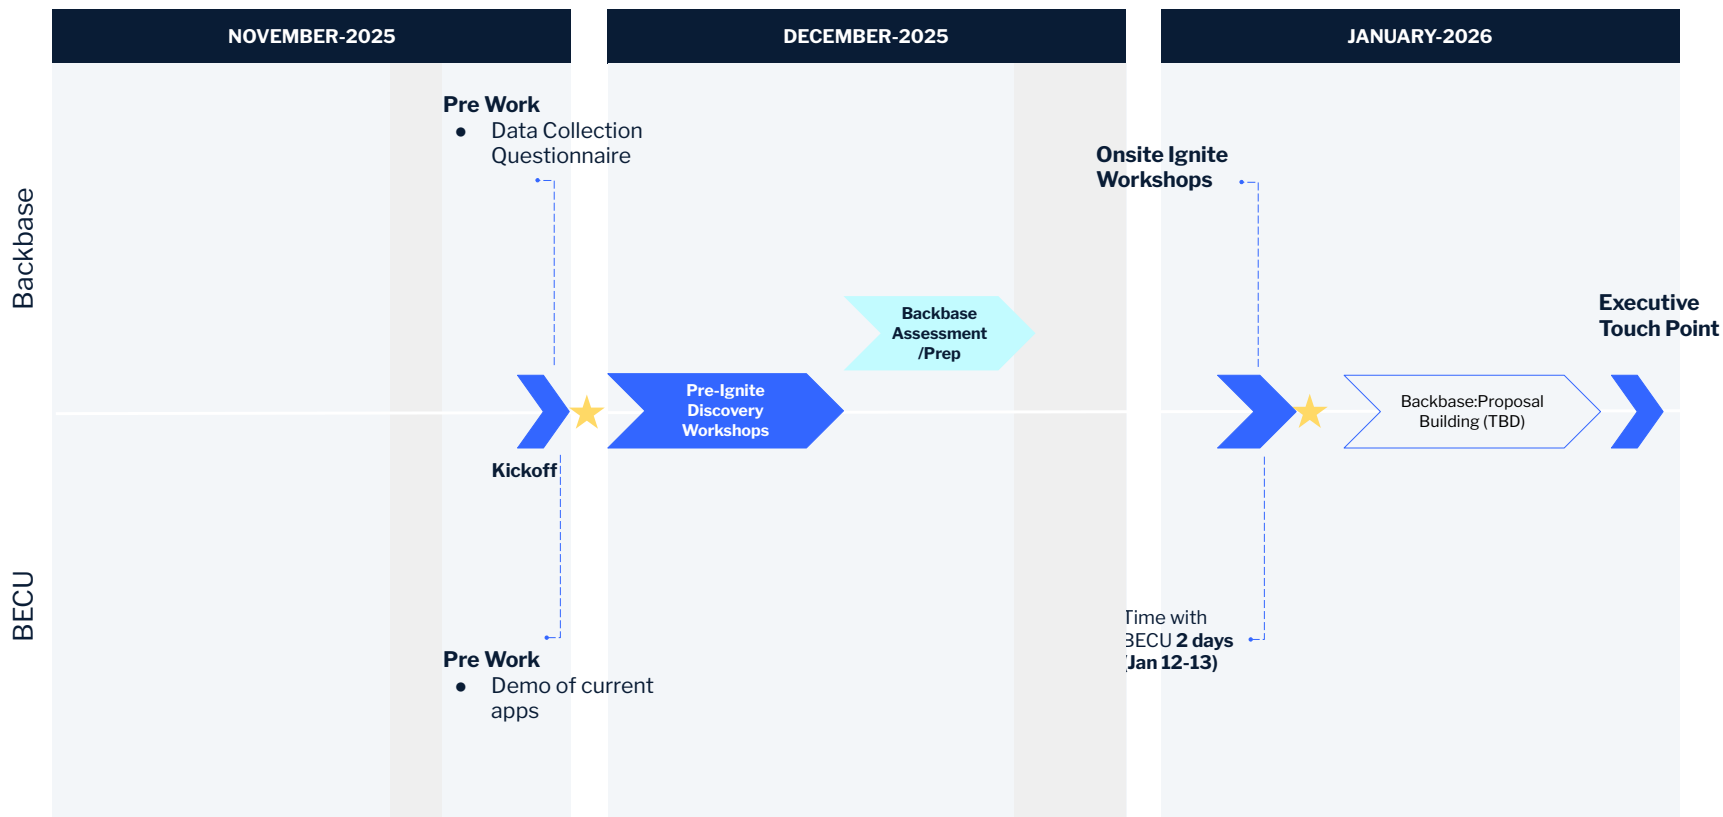 NOVEMBER-2025
DECEMBER-2025
JANUARY-2026
Backbase
BECU
Pre Work
● Data Collection
Questionnaire
Kickoff
Pre Work
● Demo of current
apps
Pre-Ignite
Discovery
Workshops
Backbase
Assessment
/Prep
Onsite Ignite
Workshops
Time with
BECU 2 days
(Jan 12-13)
Backbase:Proposal
Building (TBD)
Executive
Touch Point